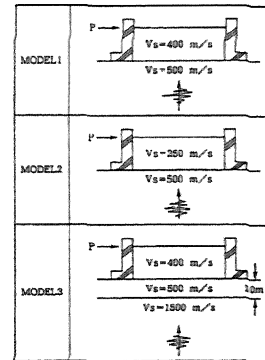 P
Vs=400 m/s
MODEL1
Vs=500 m/s
P
Vs=250 m/s
MODEL2
Vs=500 m/s
P
Vs=400 m/s
MODEL3
Vs=500 m/s
10m
Vs=1500 m/s